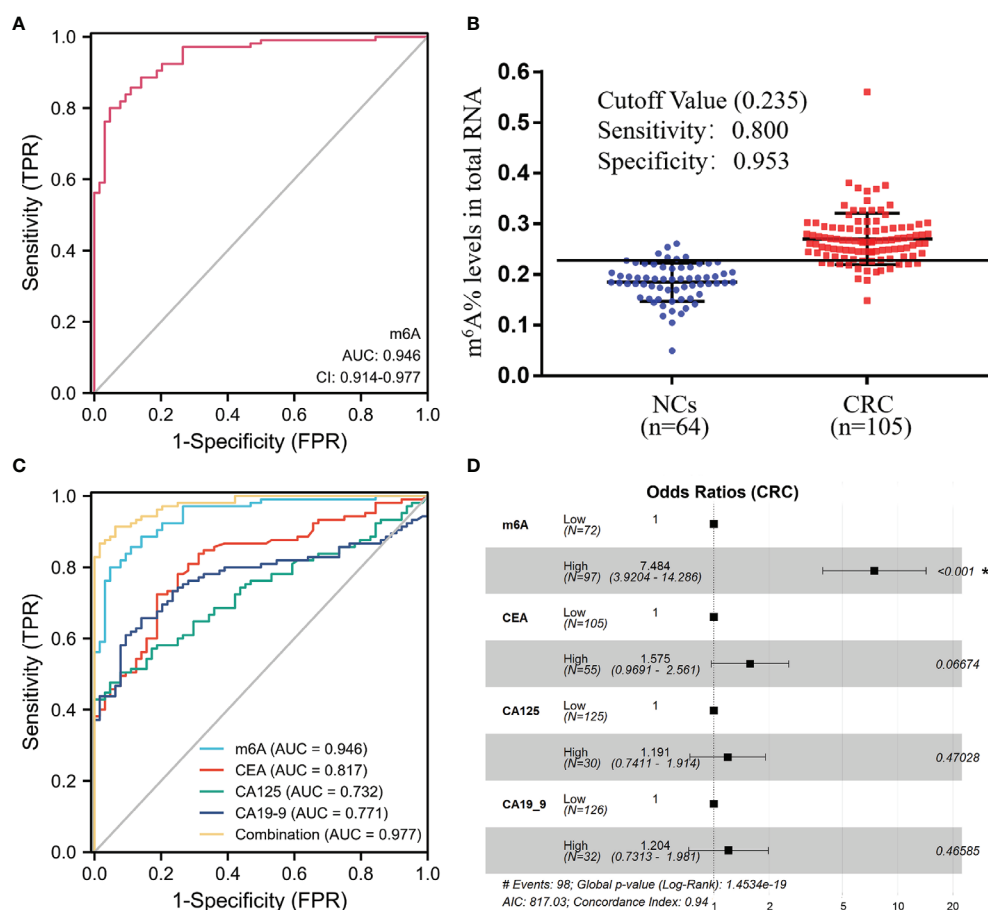 A
1.0
0.8
0.6
0.4
0.2
0.0
Sensitivity (TPR)
m6A
AUC: 0.946
CI: 0.914-0.977
0.0 0.2 0.4 0.6 0.8 1.0
1-Specificity (FPR)
B
0.6
0.5
0.4
0.3
0.2
0.1
0.0
m⁶A% levels in total RNA
Cutoff Value (0.235)
Sensitivity: 0.800
Specificity: 0.953
NCs CRC
(n=64) (n=105)
C
1.0
0.8
0.6
0.4
0.2
0.0
Sensitivity (TPR)
m6A (AUC = 0.946)
CEA (AUC = 0.817)
CA125 (AUC = 0.732)
CA19-9 (AUC = 0.771)
Combination (AUC = 0.977)
0.0 0.2 0.4 0.6 0.8 1.0
1-Specificity (FPR)
D
Odds Ratios (CRC)
m6A Low 1
(N=72)
High 7.484
(N=97) (3.9204 - 14.286) <0.001 *
CEA Low 1
(N=105)
High 1.575
(N=55) (0.9691 - 2.561) 0.06674
CA125 Low 1
(N=125)
High 1.191
(N=30) (0.7411 - 1.914) 0.47028
CA19_9 Low 1
(N=126)
High 1.204
(N=32) (0.7313 - 1.981) 0.46585
# Events: 98; Global p-value (Log-Rank): 1.4534e-19
AIC: 817.03; Concordance Index: 0.94
1 2 5 10 20